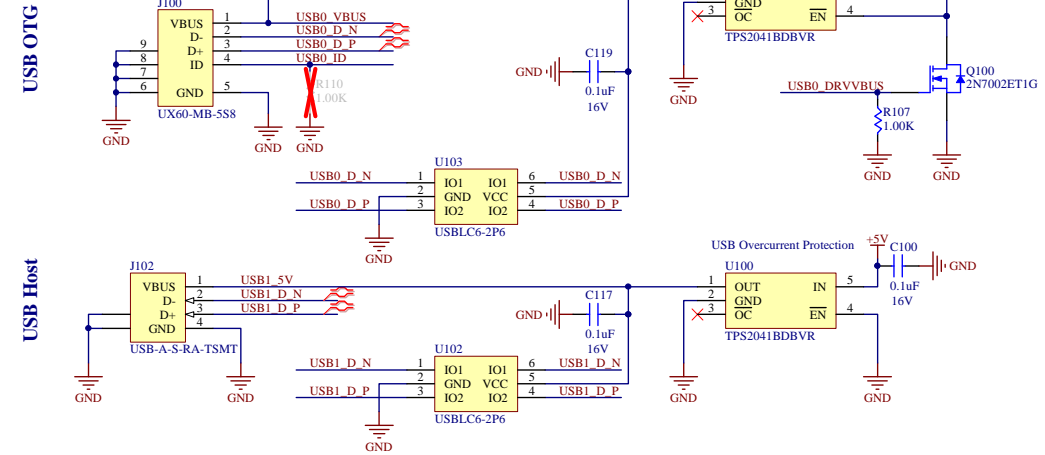 USB OTG
J100
VBUS 1 USB0_VBUS
D- 2 USB0_D_N
9 D+ 3 USB0_D_P
8 ID 4 USB0_ID
7
6 GND 5
UX60-MB-5S8
GND
GND
GND
R110
1.00K
C119
GND
0.1uF
16V
GND
3 OC EN 4
TPS2041BDBVR
GND
Q100
2N7002ET1G
USB0_DRVVBUS
R107
1.00K
GND
GND
U103
USB0_D_N 1 IO1 IO1 6 USB0_D_N
2 GND VCC 5
USB0_D_P 3 IO2 IO2 4 USB0_D_P
USBLC6-2P6
GND
USB Host
J102
VBUS 1 USB1_5V
D- 2 USB1_D_N
D+ 3 USB1_D_P
GND 4
USB-A-S-RA-TSMT
GND
GND
C117
GND
0.1uF
16V
USB Overcurrent Protection
+5V
C100
GND
0.1uF
16V
U100
1 OUT IN 5
2 GND
3 OC EN 4
TPS2041BDBVR
GND
GND
U102
USB1_D_N 1 IO1 IO1 6 USB1_D_N
2 GND VCC 5
USB1_D_P 3 IO2 IO2 4 USB1_D_P
USBLC6-2P6
GND